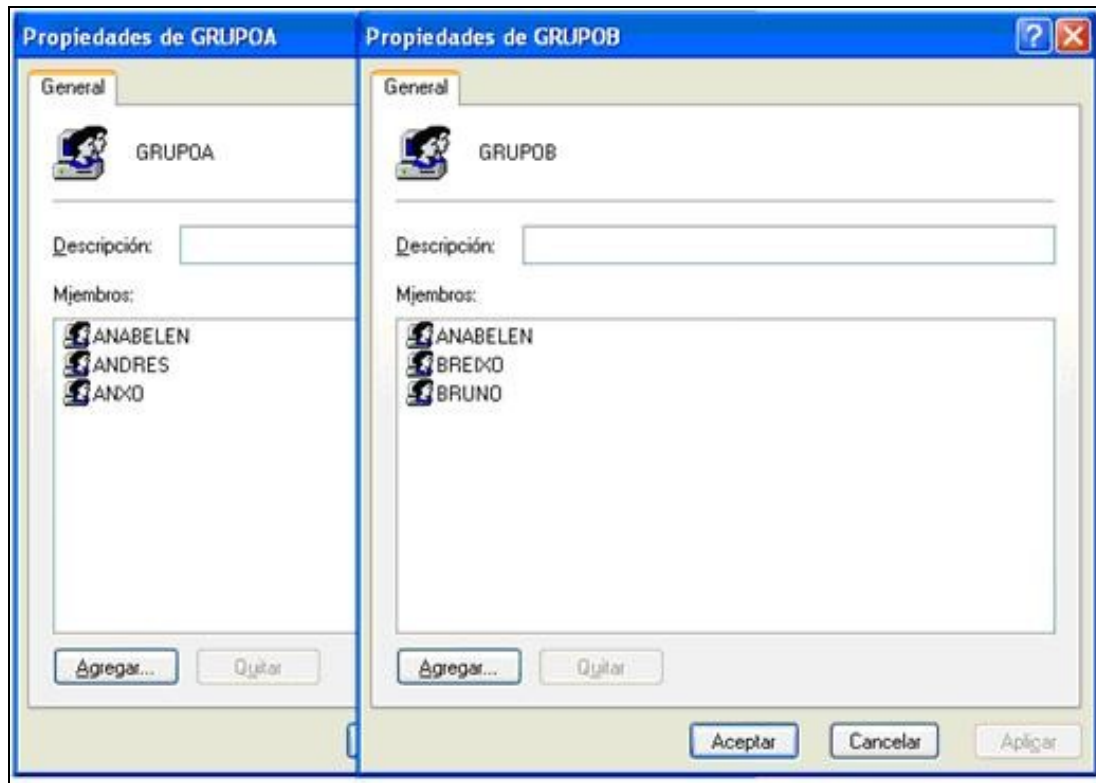 Propiedades de GRUPOA
General
GRUPOA
Descripción:
Miembros:
ANABELEN
ANDRES
ANXO
Agregar...
Quitar
Propiedades de GRUPOB
General
GRUPOB
Descripción:
Miembros:
ANABELEN
BREIXO
BRUNO
Agregar...
Quitar
Aceptar
Cancelar
Aplicar